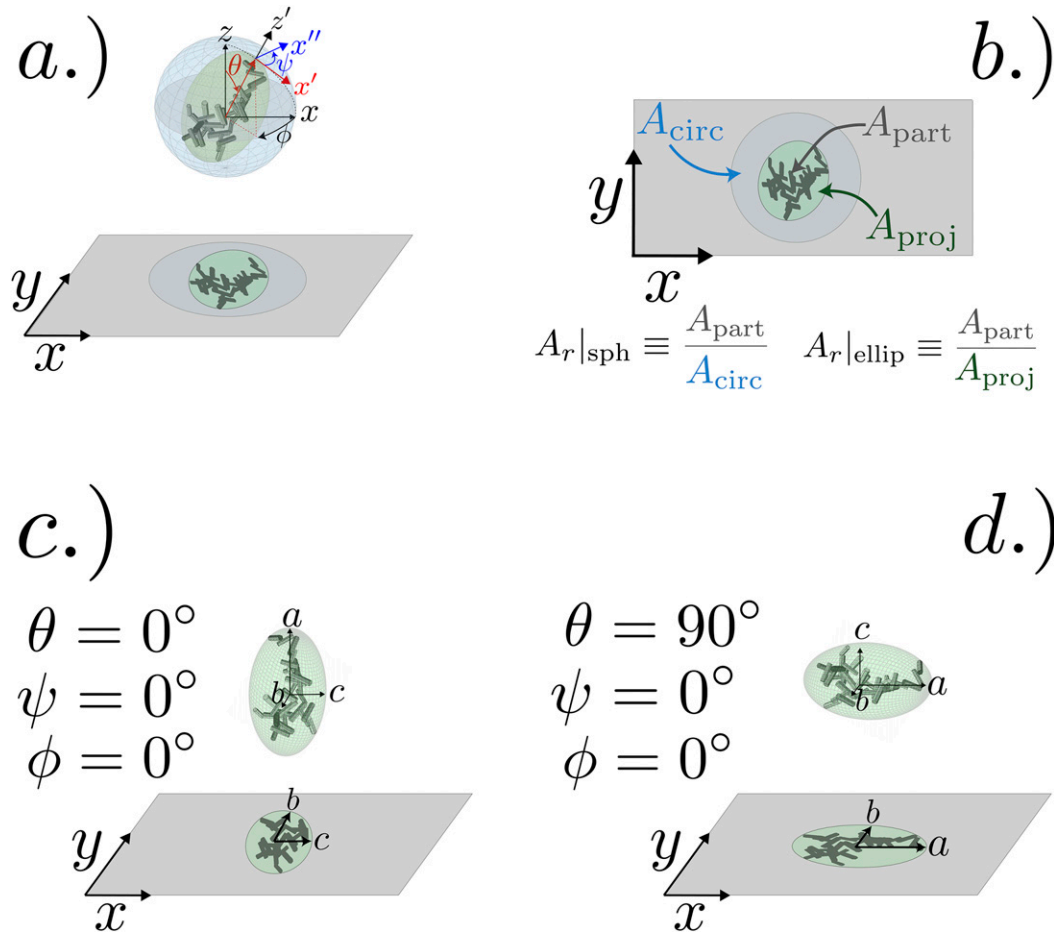 a.)
z
z′
x″
θ
ψ
x′
x
ϕ
y
x
b.)
A_circ
A_part
A_proj
y
x
A_r|_sph ≡ A_part / A_circ
A_r|_ellip ≡ A_part / A_proj
c.)
θ = 0°
ψ = 0°
ϕ = 0°
a
b
c
b
c
y
x
d.)
θ = 90°
ψ = 0°
ϕ = 0°
c
a
b
b
a
y
x